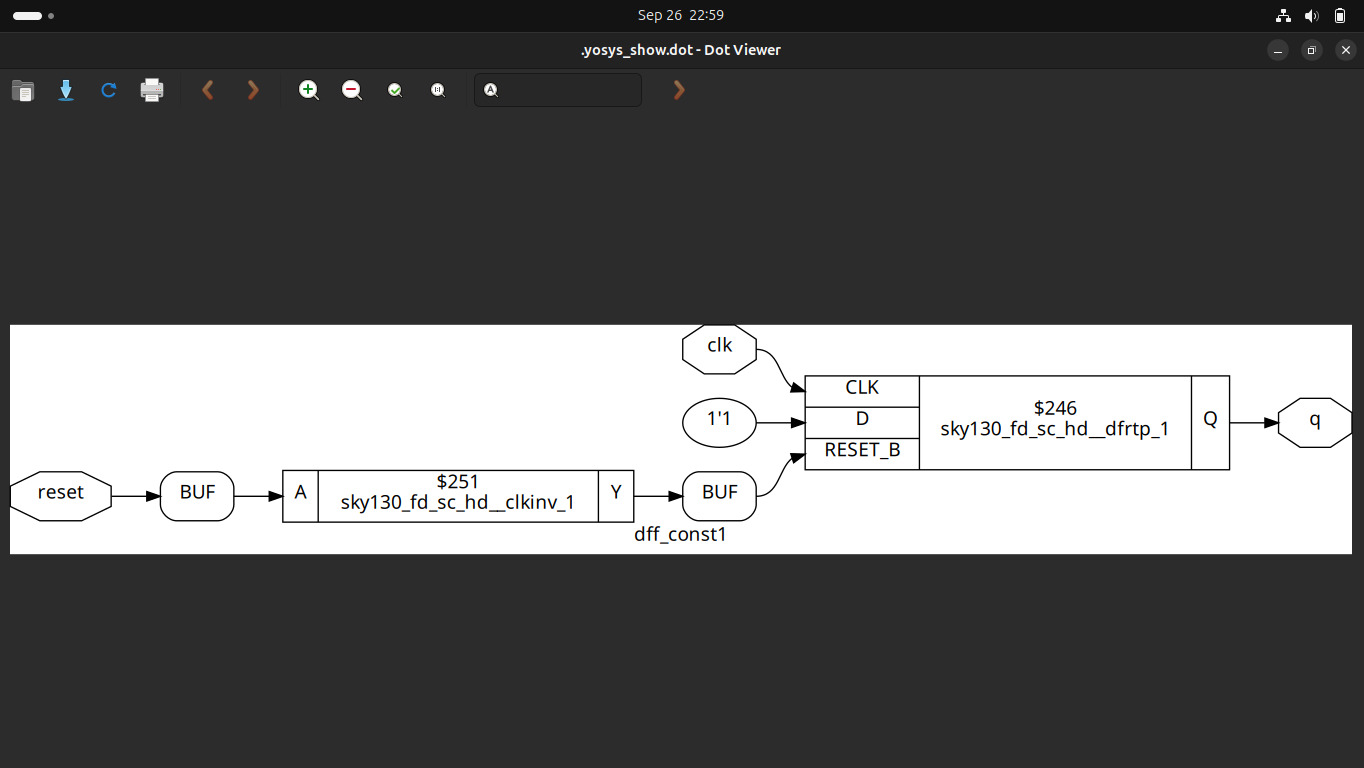 Sep 26 22:59
.yosys_show.dot - Dot Viewer
A
clk
CLK
1'1
D
RESET_B
$246
sky130_fd_sc_hd__dfrtp_1
Q
q
reset
BUF
A
$251
sky130_fd_sc_hd__clkinv_1
Y
BUF
dff_const1